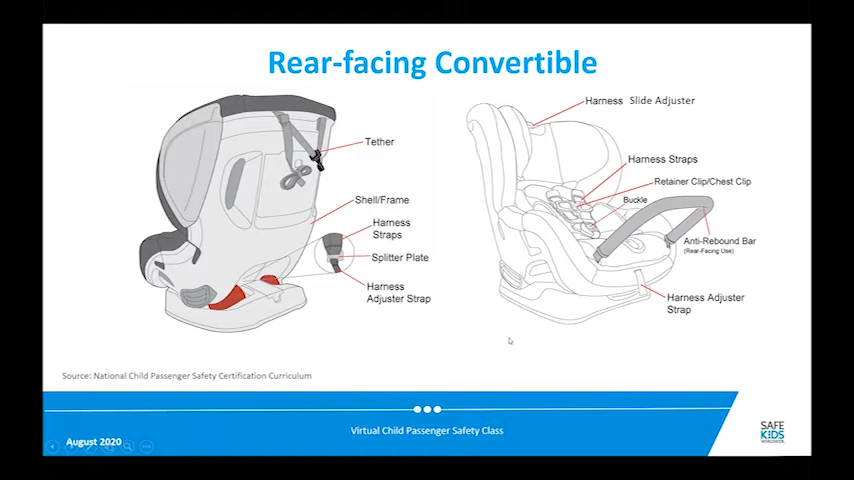 Rear-facing Convertible
Tether
Shell/Frame
Harness
Straps
Splitter Plate
Harness
Adjuster Strap
Harness Slide Adjuster
Harness Straps
Retainer Clip/Chest Clip
Buckle
Anti-Rebound Bar
(Rear-Facing Use)
Harness Adjuster
Strap
Source: National Child Passenger Safety Certification Curriculum
Virtual Child Passenger Safety Class
August 2020
SAFE
KIDS
WORLDWIDE